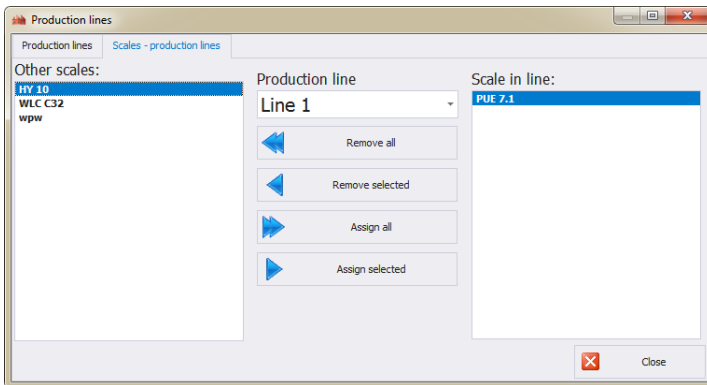 Production lines
Production lines
Scales - production lines
Other scales:
HY 10
WLC C32
wpw
Production line
Line 1
Remove all
Remove selected
Assign all
Assign selected
Scale in line:
PUE 7.1
Close